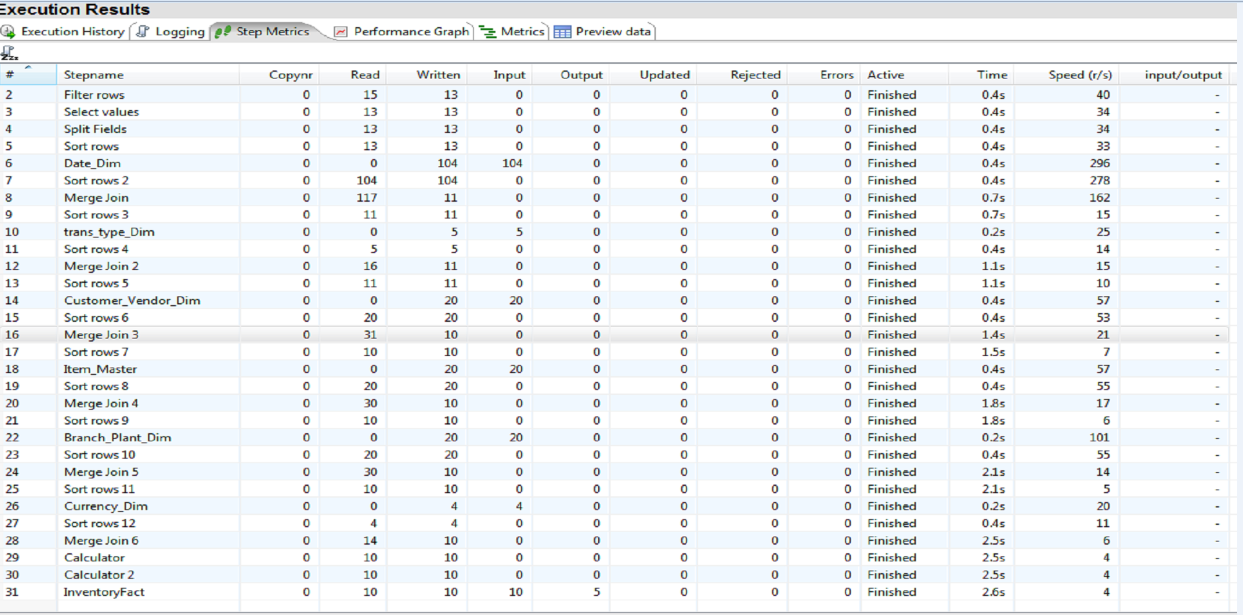 Execution Results
Execution History Logging Step Metrics Performance Graph Metrics Preview data
# Stepname Copynr Read Written Input Output Updated Rejected Errors Active Time Speed (r/s) input/output
2 Filter rows 0 15 13 0 0 0 0 0 Finished 0.4s 40 -
3 Select values 0 13 13 0 0 0 0 0 Finished 0.4s 34 -
4 Split Fields 0 13 13 0 0 0 0 0 Finished 0.4s 34 -
5 Sort rows 0 13 13 0 0 0 0 0 Finished 0.4s 33 -
6 Date_Dim 0 0 104 104 0 0 0 0 Finished 0.4s 296 -
7 Sort rows 2 0 104 104 0 0 0 0 0 Finished 0.4s 278 -
8 Merge Join 0 117 11 0 0 0 0 0 Finished 0.7s 162 -
9 Sort rows 3 0 11 11 0 0 0 0 0 Finished 0.7s 15 -
10 trans_type_Dim 0 0 5 5 0 0 0 0 Finished 0.2s 25 -
11 Sort rows 4 0 5 5 0 0 0 0 0 Finished 0.4s 14 -
12 Merge Join 2 0 16 11 0 0 0 0 0 Finished 1.1s 15 -
13 Sort rows 5 0 11 11 0 0 0 0 0 Finished 1.1s 10 -
14 Customer_Vendor_Dim 0 0 20 20 0 0 0 0 Finished 0.4s 57 -
15 Sort rows 6 0 20 20 0 0 0 0 0 Finished 0.4s 53 -
16 Merge Join 3 0 31 10 0 0 0 0 0 Finished 1.4s 21 -
17 Sort rows 7 0 10 10 0 0 0 0 0 Finished 1.5s 7 -
18 Item_Master 0 0 20 20 0 0 0 0 Finished 0.4s 57 -
19 Sort rows 8 0 20 20 0 0 0 0 0 Finished 0.4s 55 -
20 Merge Join 4 0 30 10 0 0 0 0 0 Finished 1.8s 17 -
21 Sort rows 9 0 10 10 0 0 0 0 0 Finished 1.8s 6 -
22 Branch_Plant_Dim 0 0 20 20 0 0 0 0 Finished 0.2s 101 -
23 Sort rows 10 0 20 20 0 0 0 0 0 Finished 0.4s 55 -
24 Merge Join 5 0 30 10 0 0 0 0 0 Finished 2.1s 14 -
25 Sort rows 11 0 10 10 0 0 0 0 0 Finished 2.1s 5 -
26 Currency_Dim 0 0 4 4 0 0 0 0 Finished 0.2s 20 -
27 Sort rows 12 0 4 4 0 0 0 0 0 Finished 0.4s 11 -
28 Merge Join 6 0 14 10 0 0 0 0 0 Finished 2.5s 6 -
29 Calculator 0 10 10 0 0 0 0 0 Finished 2.5s 4 -
30 Calculator 2 0 10 10 0 0 0 0 0 Finished 2.5s 4 -
31 InventoryFact 0 10 10 10 5 0 0 0 Finished 2.6s 4 -